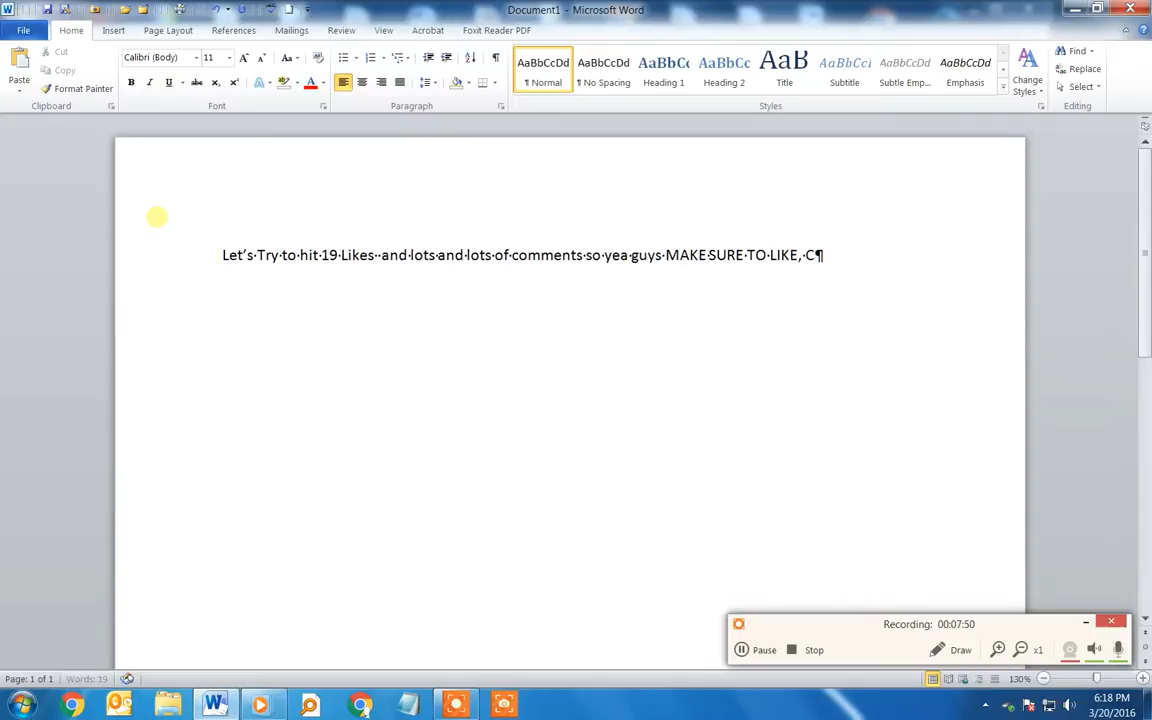 Document1 - Microsoft Word
File Home Insert Page Layout References Mailings Review View Acrobat Foxit Reader PDF
Cut
Copy
Format Painter
Paste
Clipboard
Calibri (Body) 11
Font
Paragraph
AaBbCcDd AaBbCcDd AaBbCc AaBbCc AaB AaBbCcI AaBbCcDd AaBbCcDd
¶ Normal ¶ No Spacing Heading 1 Heading 2 Title Subtitle Subtle Emp... Emphasis
Change Styles
Styles
Find
Replace
Select
Editing
Let’s·Try·to·hit·19·Likes··and·lots·and·lots·of·comments·so·yea·guys·MAKE·SURE·TO·LIKE,·C¶
Recording: 00:07:50
Pause Stop Draw x1
Page: 1 of 1 Words: 19 130%
6:18 PM
3/20/2016